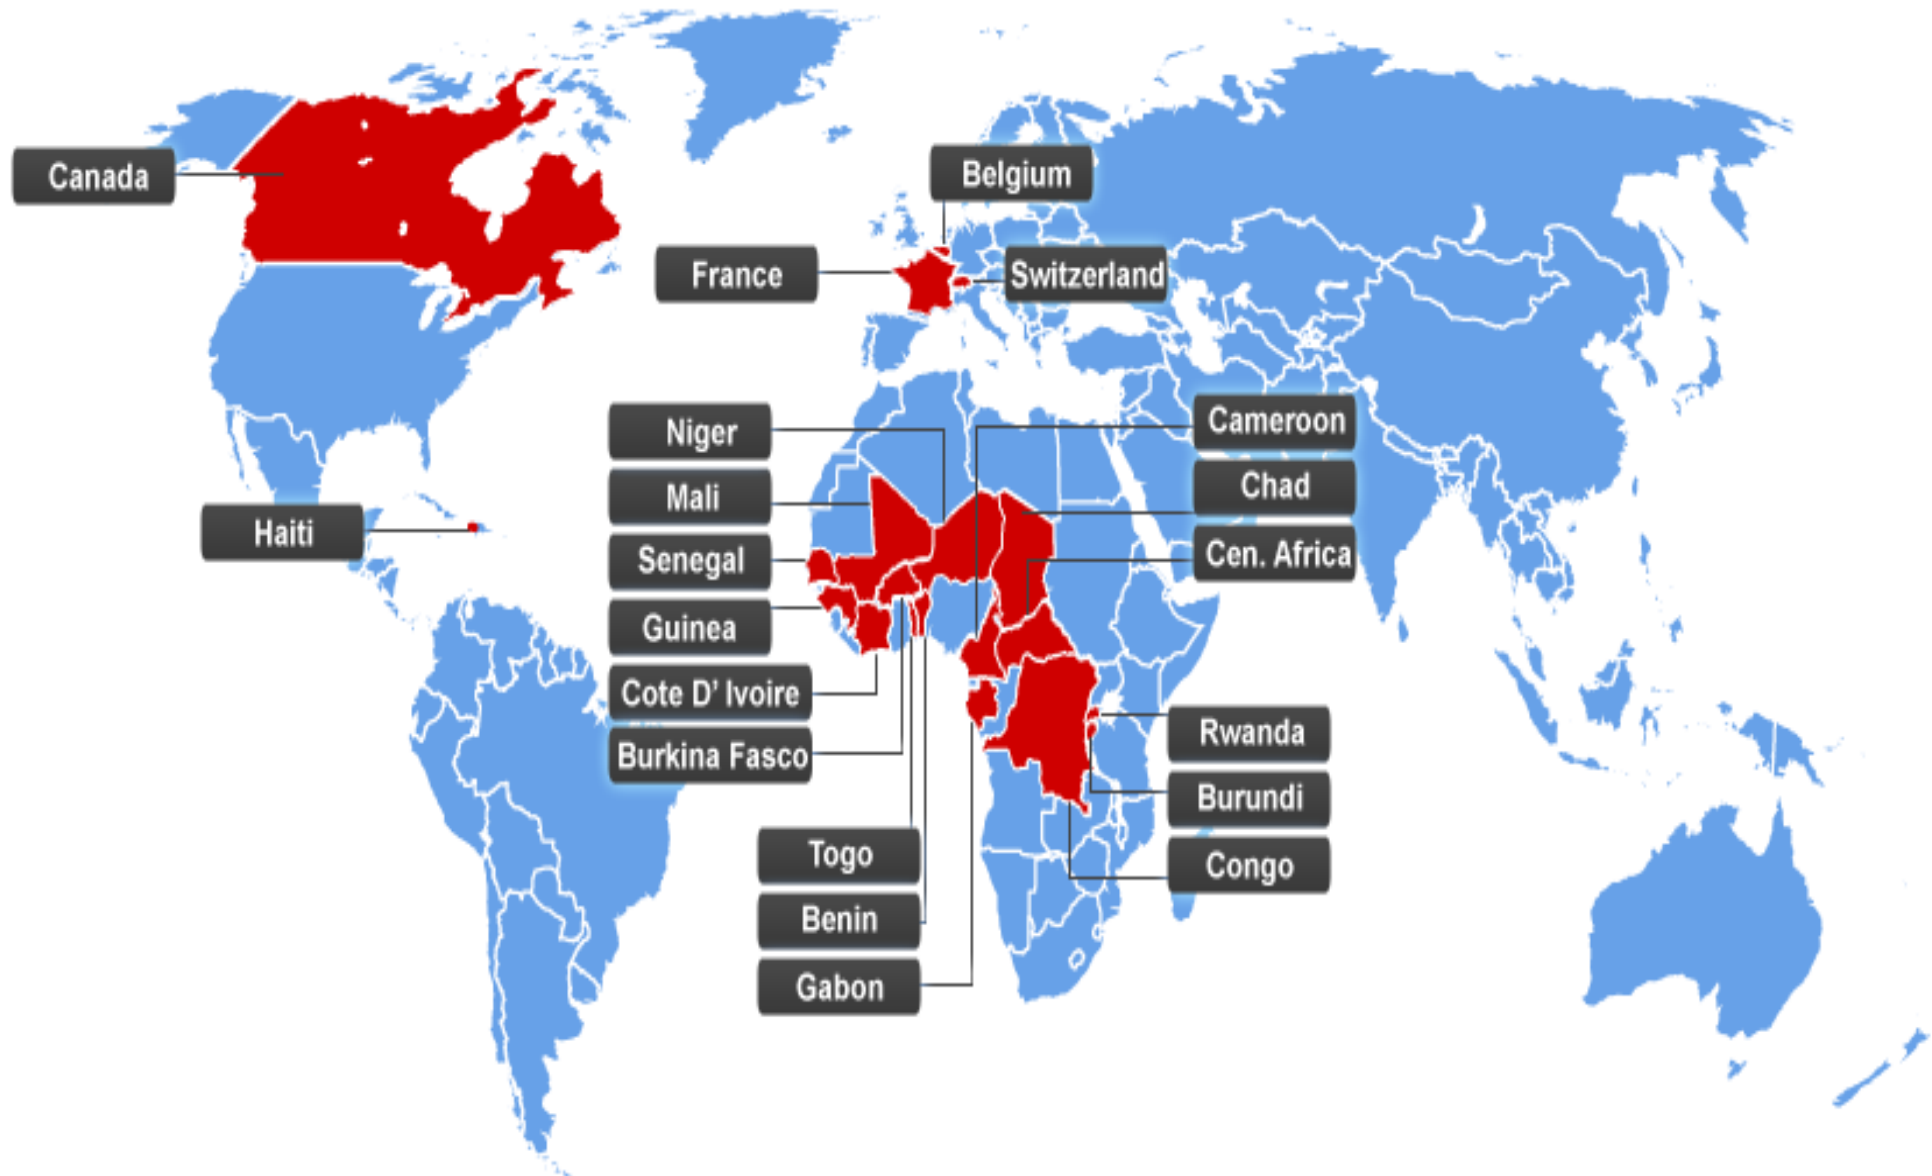 Canada
Belgium
France
Switzerland
Niger
Cameroon
Mali
Chad
Haiti
Senegal
Cen. Africa
Guinea
Cote D' Ivoire
Burkina Fasco
Rwanda
Burundi
Togo
Congo
Benin
Gabon